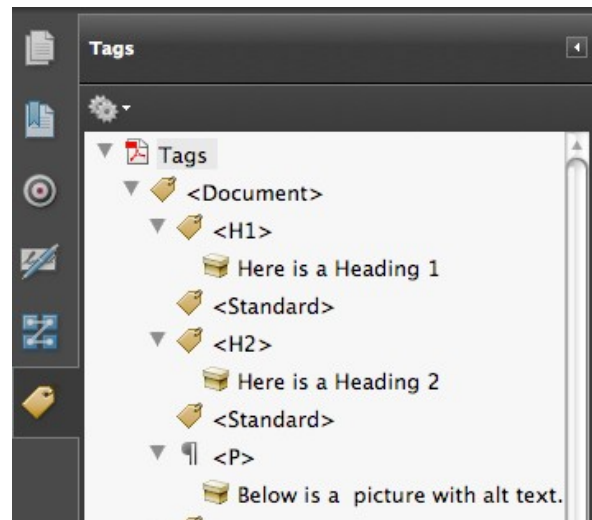 Tags
Tags
<Document>
<H1>
Here is a Heading 1
<Standard>
<H2>
Here is a Heading 2
<Standard>
<P>
Below is a  picture with alt text.